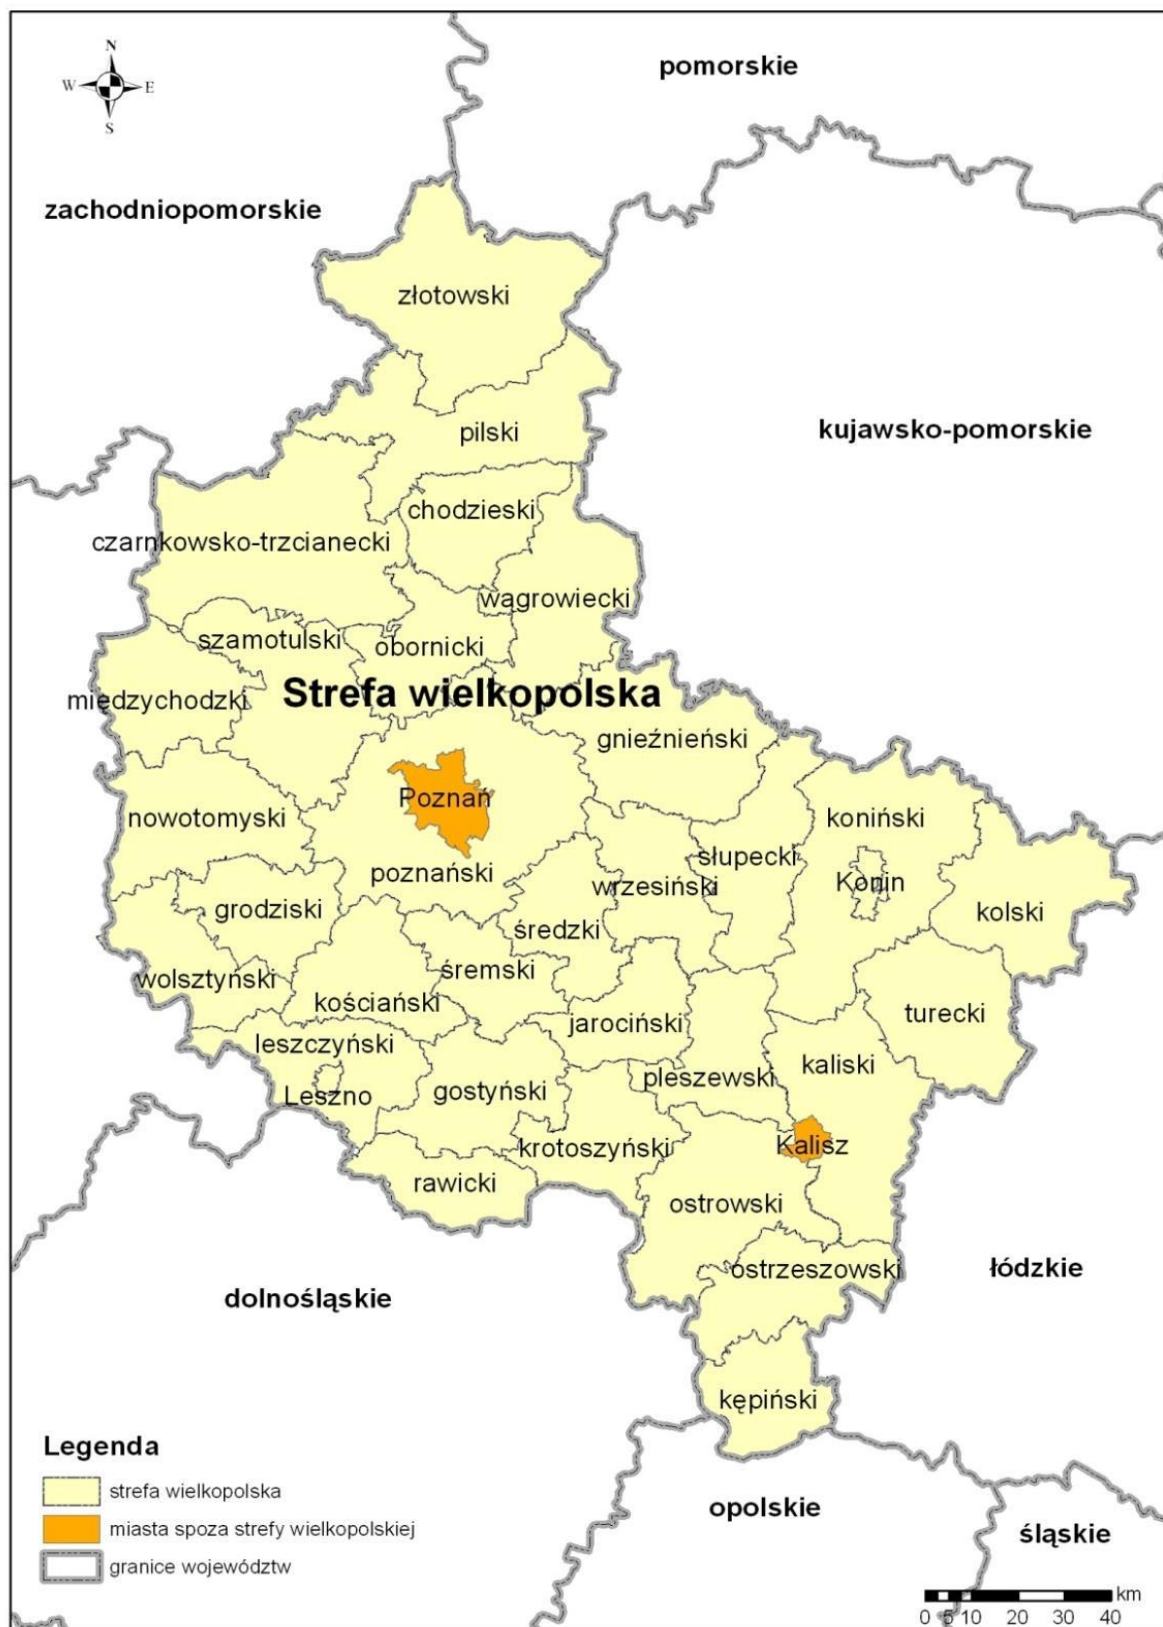 N
W E
S
pomorskie
zachodniopomorskie
złotowski
kujawsko-pomorskie
pilski
chodzieski
czarnkowsko-trzcianecki
wągrowiecki
szamotulski
obornicki
międzychodzki
Strefa wielkopolska
gnieźnieński
Poznań
nowotomyski
koniński
słupecki
poznański
wrzesiński
Konin
grodziski
kolski
średzki
śremski
wolsztyński
kościański
turecki
jarociński
leszczyński
kaliski
pleszewski
gostyński
Leszno
krotoszyński
Kalisz
rawicki
ostrowski
ostrzeszowski
łódzkie
dolnośląskie
kępiński
Legenda
strefa wielkopolska
miasta spoza strefy wielkopolskiej
granice województw
opolskie
śląskie
km
0 5 10 20 30 40